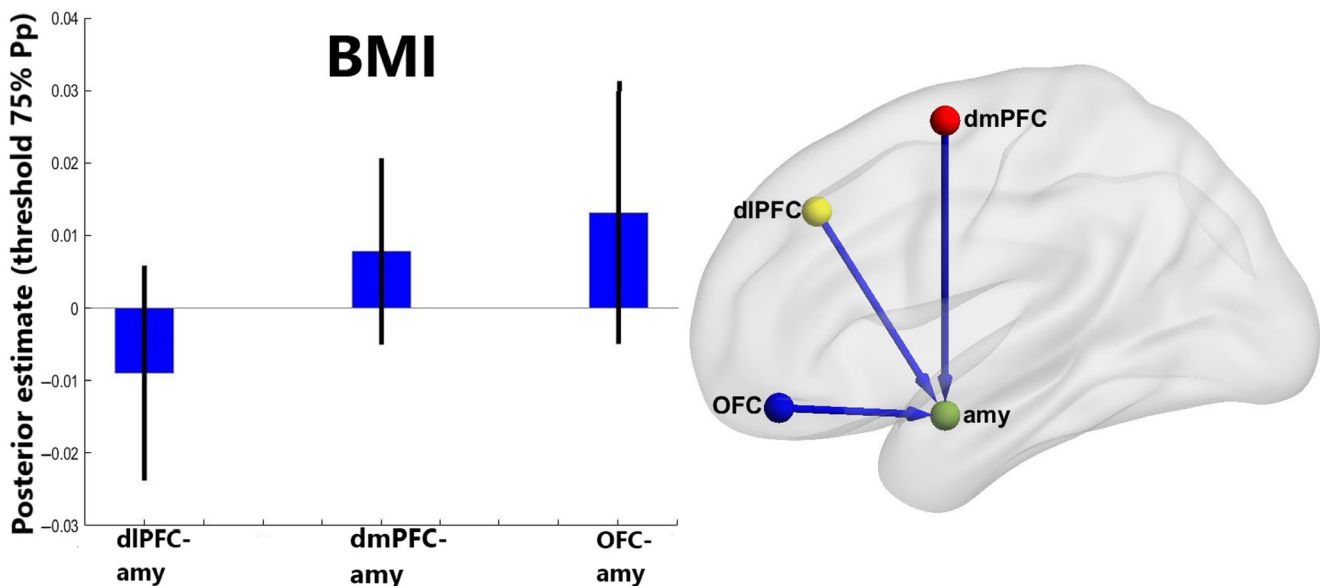 BMI
Posterior estimate (threshold 75% Pp)
0.04
0.03
0.02
0.01
0
–0.01
–0.02
–0.03
dlPFC-
amy
dmPFC-
amy
OFC-
amy
dmPFC
dlPFC
OFC
amy